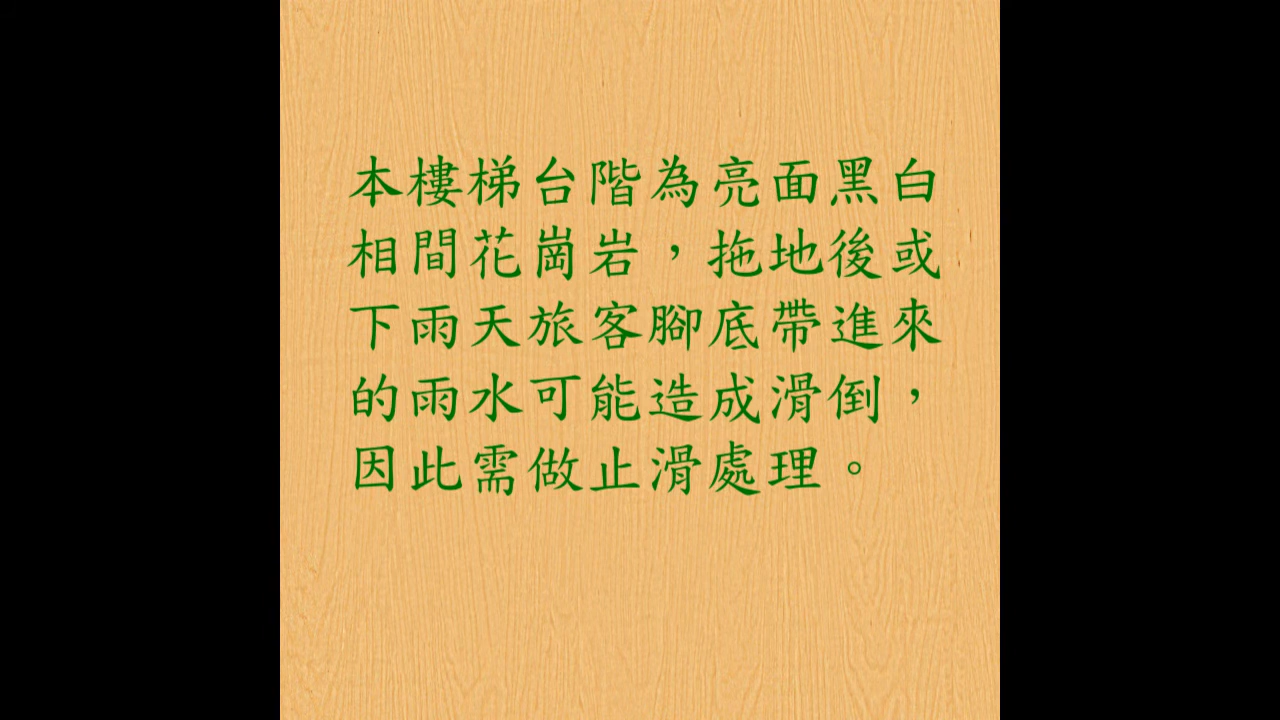 本樓梯台階為亮面黑白
相間花崗岩，拖地後或
下雨天旅客腳底帶進來
的雨水可能造成滑倒，
因此需做止滑處理。